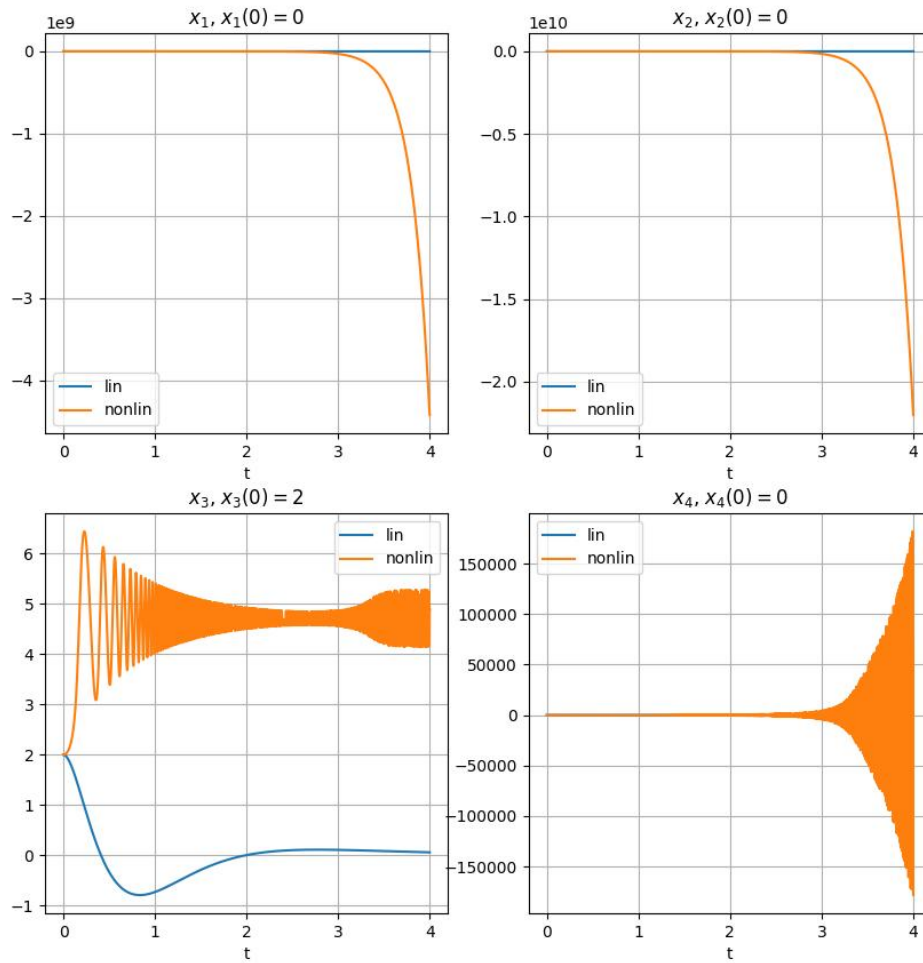 x₁, x₁(0) = 0
1e9
0
−1
−2
−3
−4
lin
nonlin
0 1 2 3 4
t
x₂, x₂(0) = 0
1e10
0.0
−0.5
−1.0
−1.5
−2.0
lin
nonlin
0 1 2 3 4
t
x₃, x₃(0) = 2
6
5
4
3
2
1
0
−1
lin
nonlin
0 1 2 3 4
t
x₄, x₄(0) = 0
150000
100000
50000
0
−50000
−100000
−150000
lin
nonlin
0 1 2 3 4
t